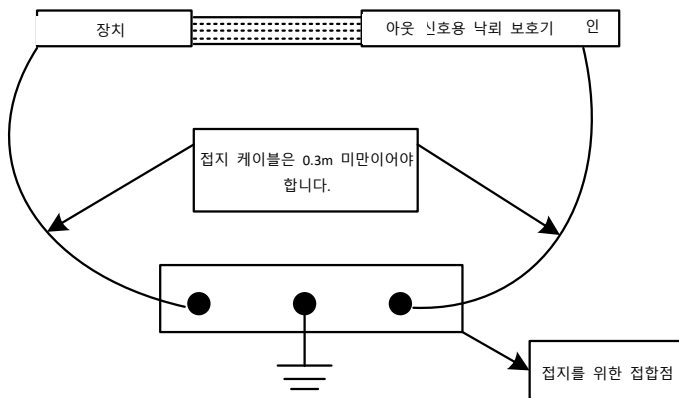 장치
아웃 신호용 낙뢰 보호기 인
접지 케이블은 0.3m 미만이어야
합니다.
접지를 위한 접합점